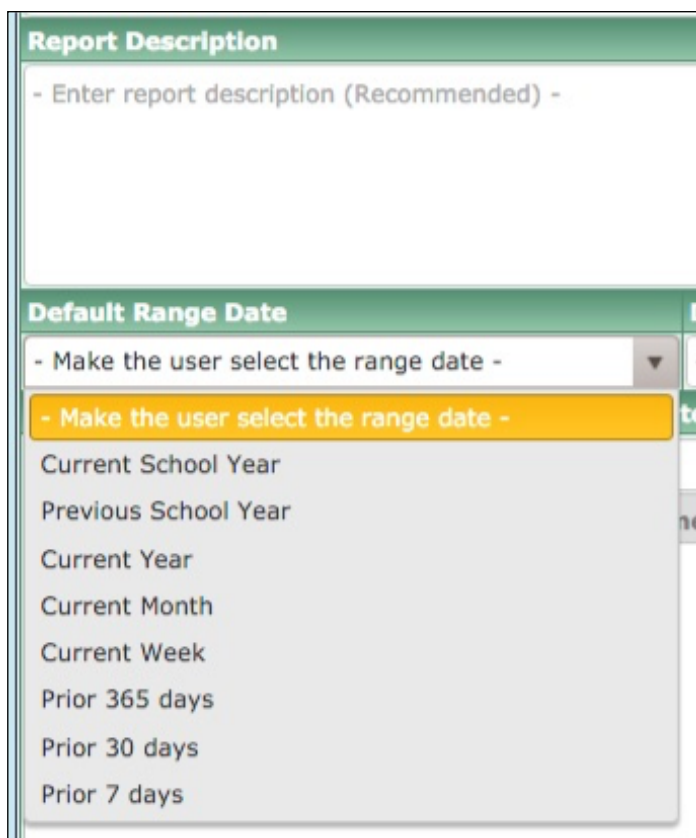 Report Description
- Enter report description (Recommended) -
Default Range Date
- Make the user select the range date -
- Make the user select the range date -
Current School Year
Previous School Year
Current Year
Current Month
Current Week
Prior 365 days
Prior 30 days
Prior 7 days